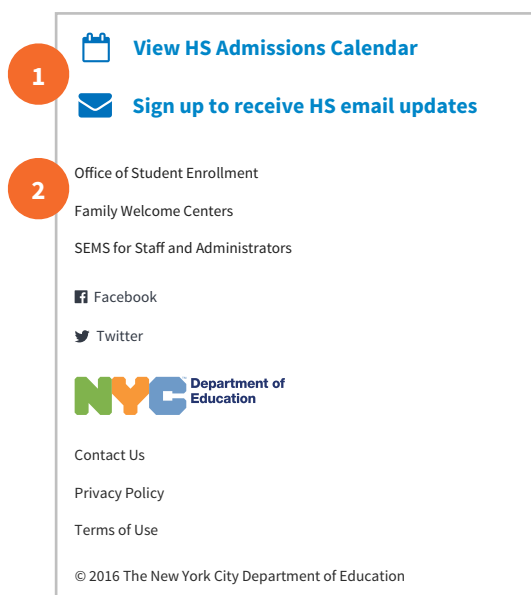 1
View HS Admissions Calendar
Sign up to receive HS email updates
2
Office of Student Enrollment
Family Welcome Centers
SEMS for Staff and Administrators
Facebook
Twitter
NYC Department of
Education
Contact Us
Privacy Policy
Terms of Use
© 2016 The New York City Department of Education